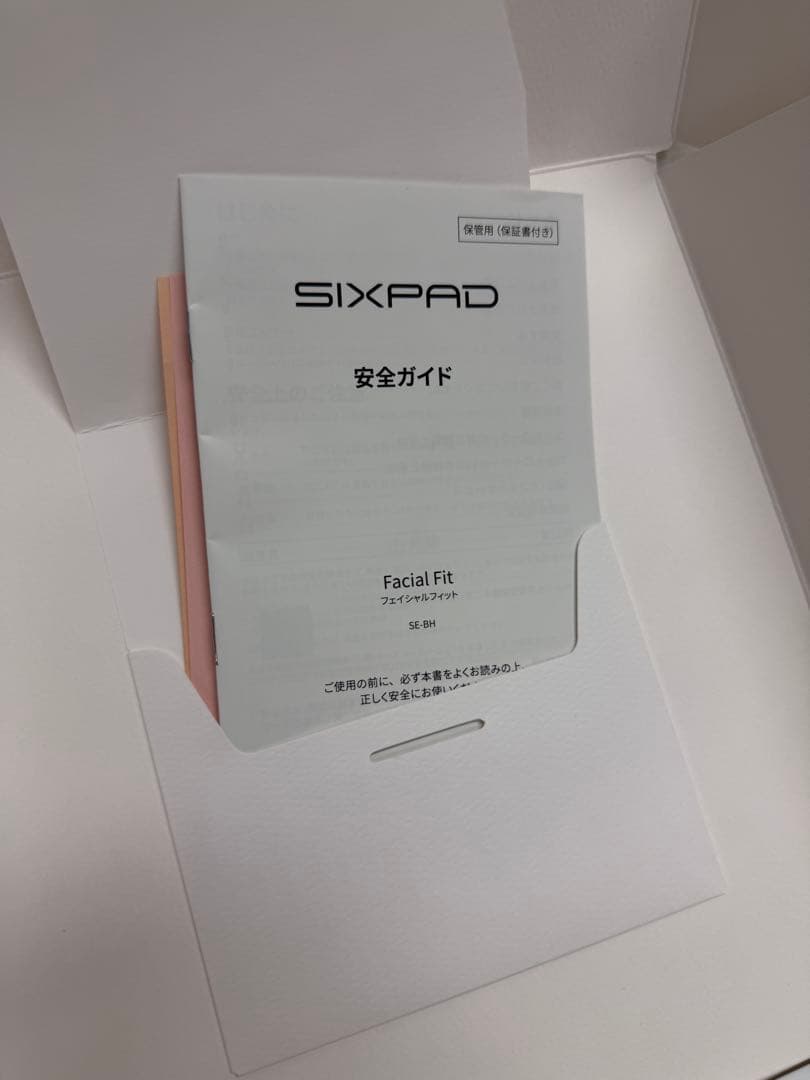 保管用（保証書付き）
SIXPAD
安全ガイド
Facial Fit
フェイシャルフィット
SE-BH
ご使用の前に、必ず本書をよくお読みの上、
正しく安全にお使いくだ